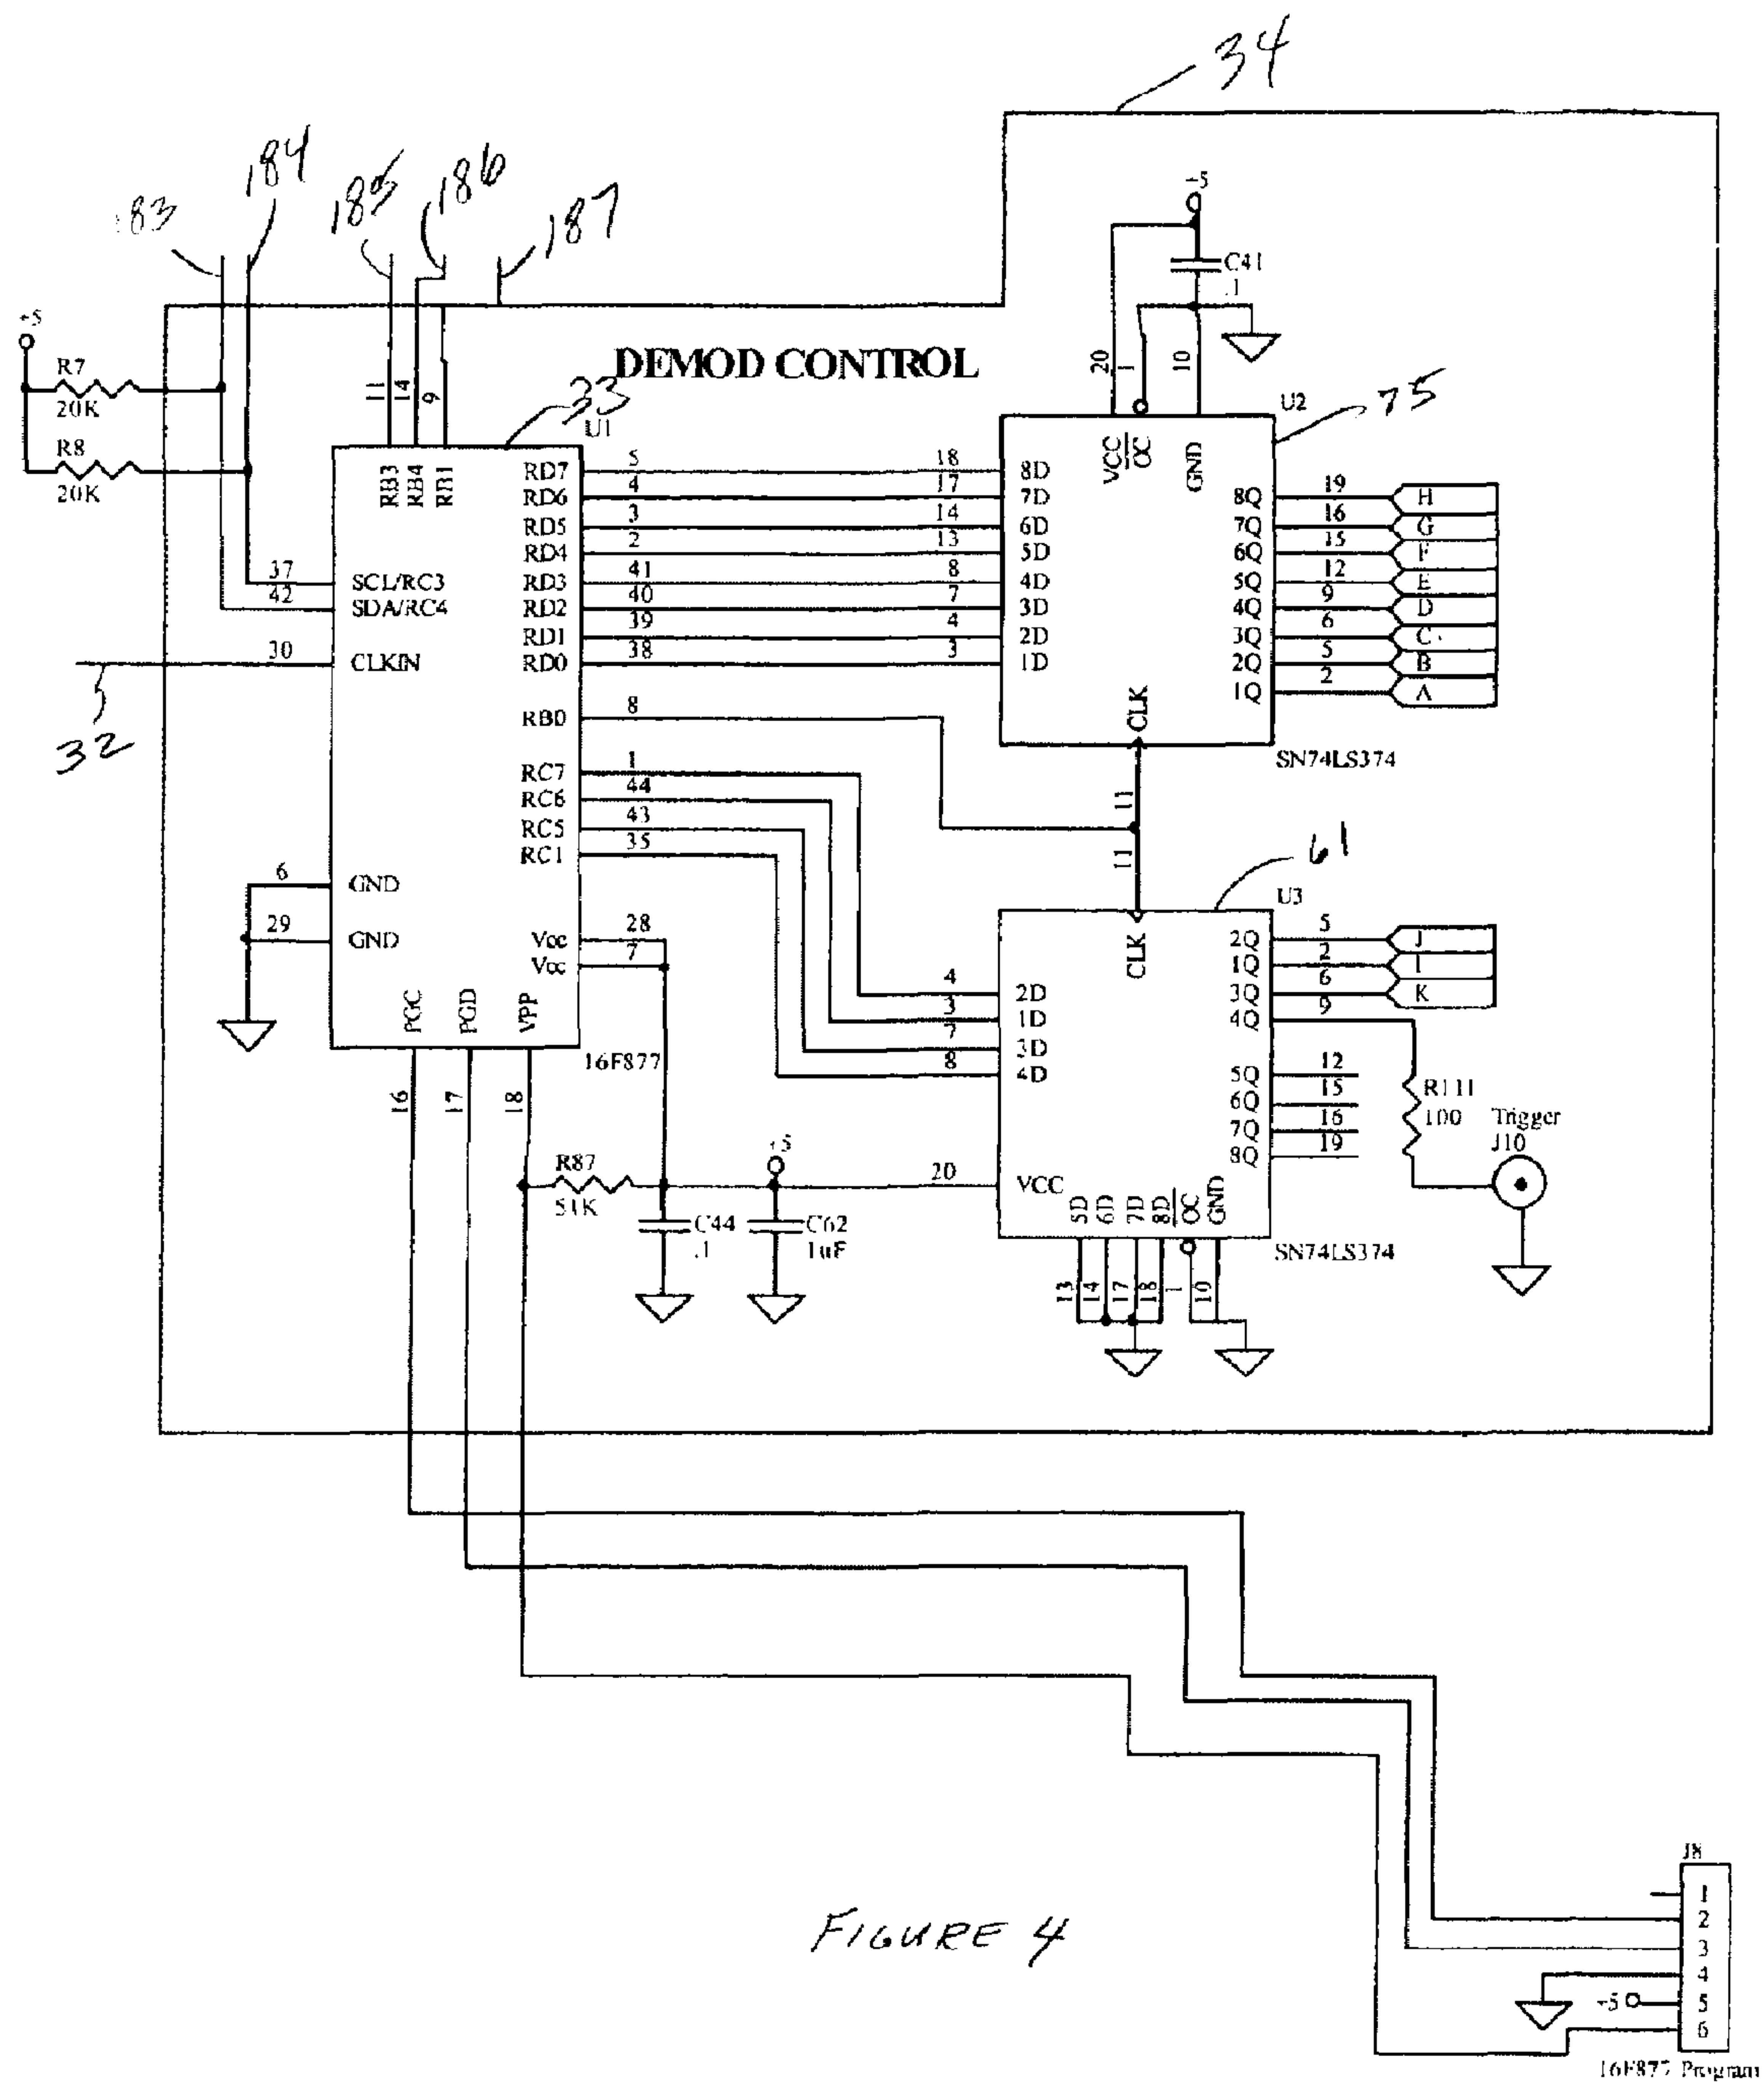 34
184
186
185
183
187
+5
C41
.1
+5
R7
20K
R8
20K
DEMOD CONTROL
33
U1
11
14
9
20
1
10
U2
75
RB3
RB4
RB1
VCC
OC
GND
RD7 5 18 8D
RD6 4 17 7D
RD5 3 14 6D
RD4 2 13 5D
RD3 41 8 4D
RD2 40 7 3D
RD1 39 4 2D
RD0 38 3 1D
8Q 19 H
7Q 16 G
6Q 15 F
5Q 12 E
4Q 9 D
3Q 6 C
2Q 5 B
1Q 2 A
37 SCL/RC3
42 SDA/RC4
30 CLKIN
32
CLK
SN74LS374
RB0 8
RC7 1
RC6 44
RC5 43
RC1 35
11
11
61
U3
6 GND
29 GND
Vcc 28
Vcc 7
CLK
2Q 5 J
1Q 2 I
3Q 6 K
4Q 9
4 2D
3 1D
7 3D
8 4D
PGC
PGD
VPP
16F877
16
17
18
5Q 12
6Q 15
7Q 16
8Q 19
R111
100
Trigger
J10
R87
51K
+5
20 VCC
C44
.1
C62
1uF
5D
6D
7D
8D
OC
GND
SN74LS374
13
14
17
18
1
10
J8
1
2
3
4
+5 5
6
16F877 Program
FIGURE 4